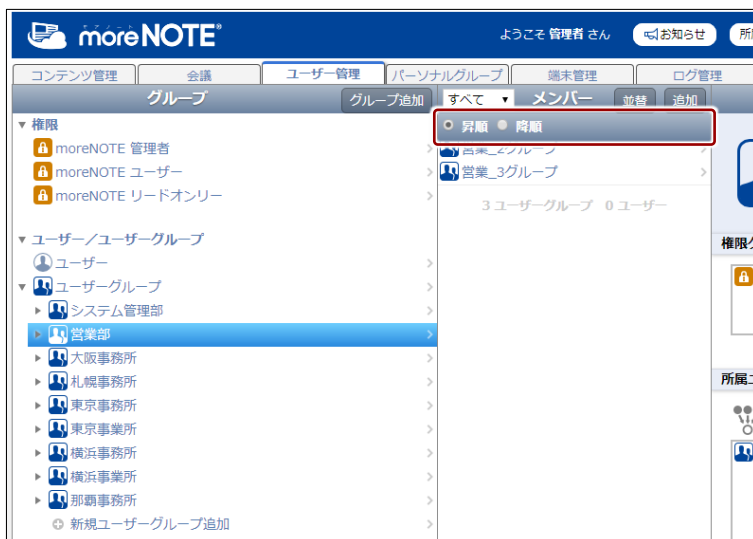 モアノート
moreNOTE®
ようこそ 管理者 さん
お知らせ
コンテンツ管理
会議
ユーザー管理
パーソナルグループ
端末管理
ログ管理
グループ
グループ追加
すべて
メンバー
並替
追加
昇順 降順
権限
moreNOTE 管理者
moreNOTE ユーザー
moreNOTE リードオンリー
ユーザー／ユーザーグループ
ユーザー
ユーザーグループ
システム管理部
営業部
大阪事務所
札幌事務所
東京事務所
東京事業所
横浜事務所
横浜事業所
那覇事務所
新規ユーザーグループ追加
営業_2グループ
営業_3グループ
3 ユーザーグループ 0 ユーザー